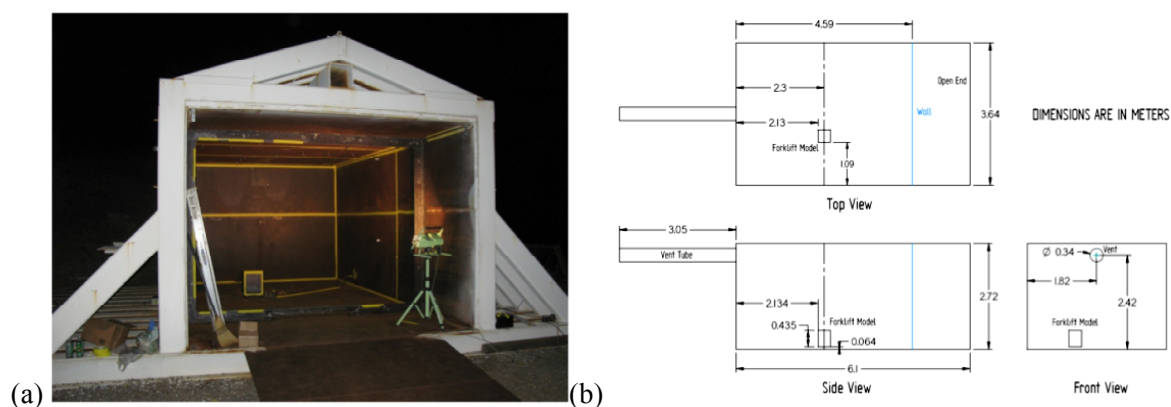 (a)
(b)
4.59
2.3
Open End
2.13
Wall
3.64
DIMENSIONS ARE IN METERS
Forklift Model
1.09
Top View
3.05
Vent Tube
Ø 0.34
Vent
1.82
2.42
2.72
2.134
Forklift Model
0.435
0.064
Forklift Model
6.1
Side View
Front View